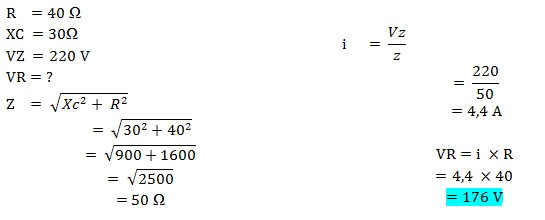 R = 40 Ω
XC = 30Ω
VZ = 220 V
VR = ?
Z = √(Xc² + R²)
= √(30² + 40²)
= √(900 + 1600)
= √2500
= 50 Ω
i = Vz/z
= 220/50
= 4,4 A
VR = i × R
= 4,4 × 40
= 176 V